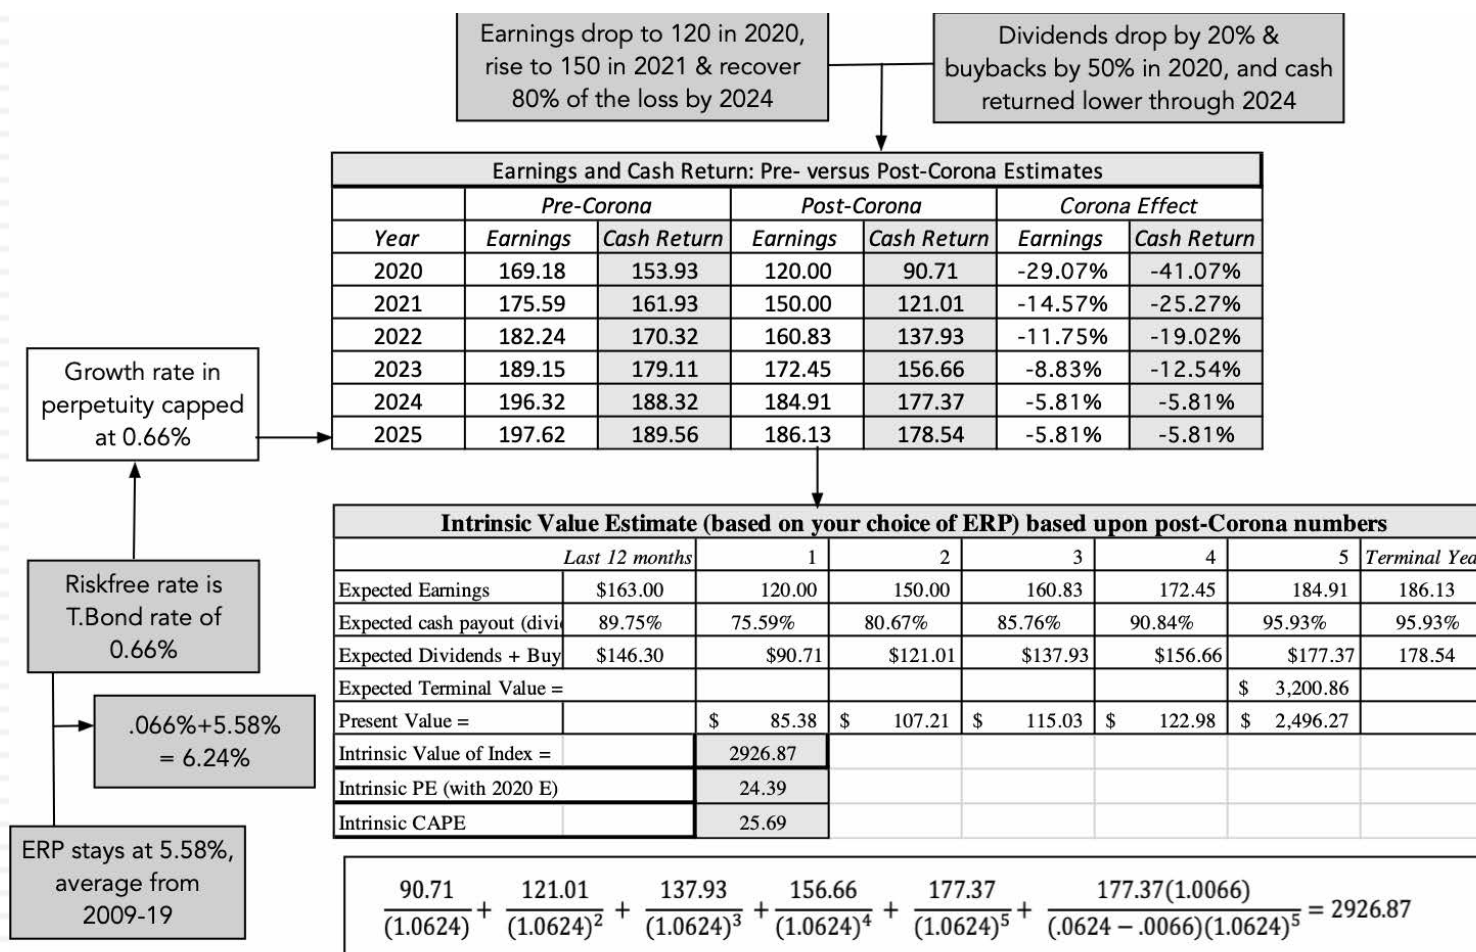 Earnings drop to 120 in 2020,
rise to 150 in 2021 & recover
80% of the loss by 2024
Dividends drop by 20% &
buybacks by 50% in 2020, and cash
returned lower through 2024
Earnings and Cash Return: Pre- versus Post-Corona Estimates
Pre-Corona Post-Corona Corona Effect
Year Earnings Cash Return Earnings Cash Return Earnings Cash Return
2020 169.18 153.93 120.00 90.71 -29.07% -41.07%
2021 175.59 161.93 150.00 121.01 -14.57% -25.27%
2022 182.24 170.32 160.83 137.93 -11.75% -19.02%
2023 189.15 179.11 172.45 156.66 -8.83% -12.54%
2024 196.32 188.32 184.91 177.37 -5.81% -5.81%
2025 197.62 189.56 186.13 178.54 -5.81% -5.81%
Growth rate in
perpetuity capped
at 0.66%
Riskfree rate is
T.Bond rate of
0.66%
.066%+5.58%
= 6.24%
ERP stays at 5.58%,
average from
2009-19
Intrinsic Value Estimate (based on your choice of ERP) based upon post-Corona numbers
Last 12 months 1 2 3 4 5 Terminal Yea
Expected Earnings $163.00 120.00 150.00 160.83 172.45 184.91 186.13
Expected cash payout (divi 89.75% 75.59% 80.67% 85.76% 90.84% 95.93% 95.93%
Expected Dividends + Buy $146.30 $90.71 $121.01 $137.93 $156.66 $177.37 178.54
Expected Terminal Value = $ 3,200.86
Present Value = $ 85.38 $ 107.21 $ 115.03 $ 122.98 $ 2,496.27
Intrinsic Value of Index = 2926.87
Intrinsic PE (with 2020 E) 24.39
Intrinsic CAPE 25.69
90.71/(1.0624) + 121.01/(1.0624)² + 137.93/(1.0624)³ + 156.66/(1.0624)⁴ + 177.37/(1.0624)⁵ + 177.37(1.0066)/(.0624 − .0066)(1.0624)⁵ = 2926.87